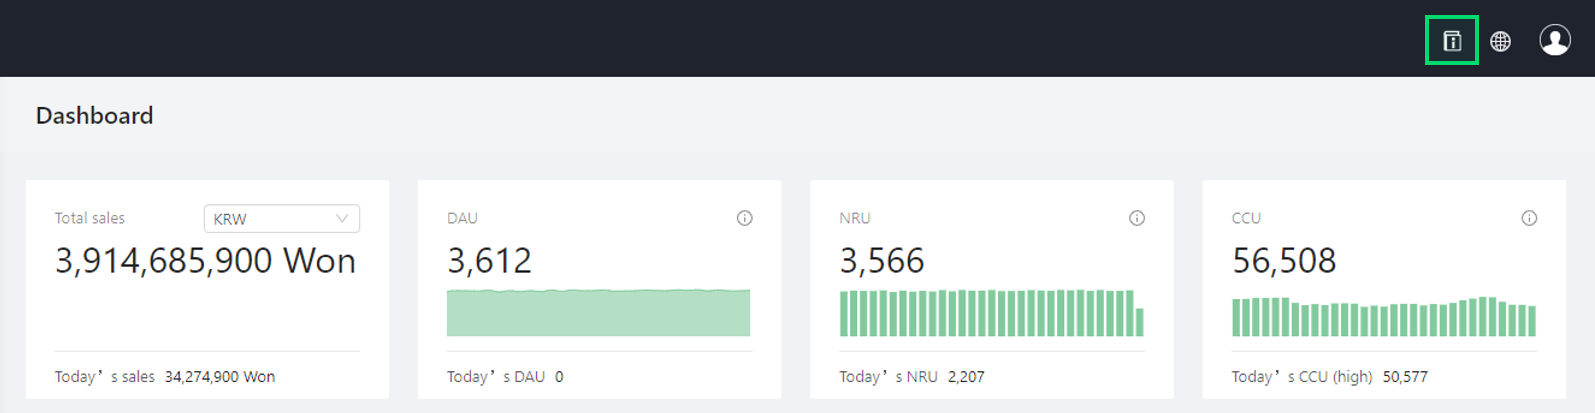 Dashboard
Total sales KRW
3,914,685,900 Won
Today’s sales 34,274,900 Won
DAU
3,612
Today’s DAU 0
NRU
3,566
Today’s NRU 2,207
CCU
56,508
Today’s CCU (high) 50,577